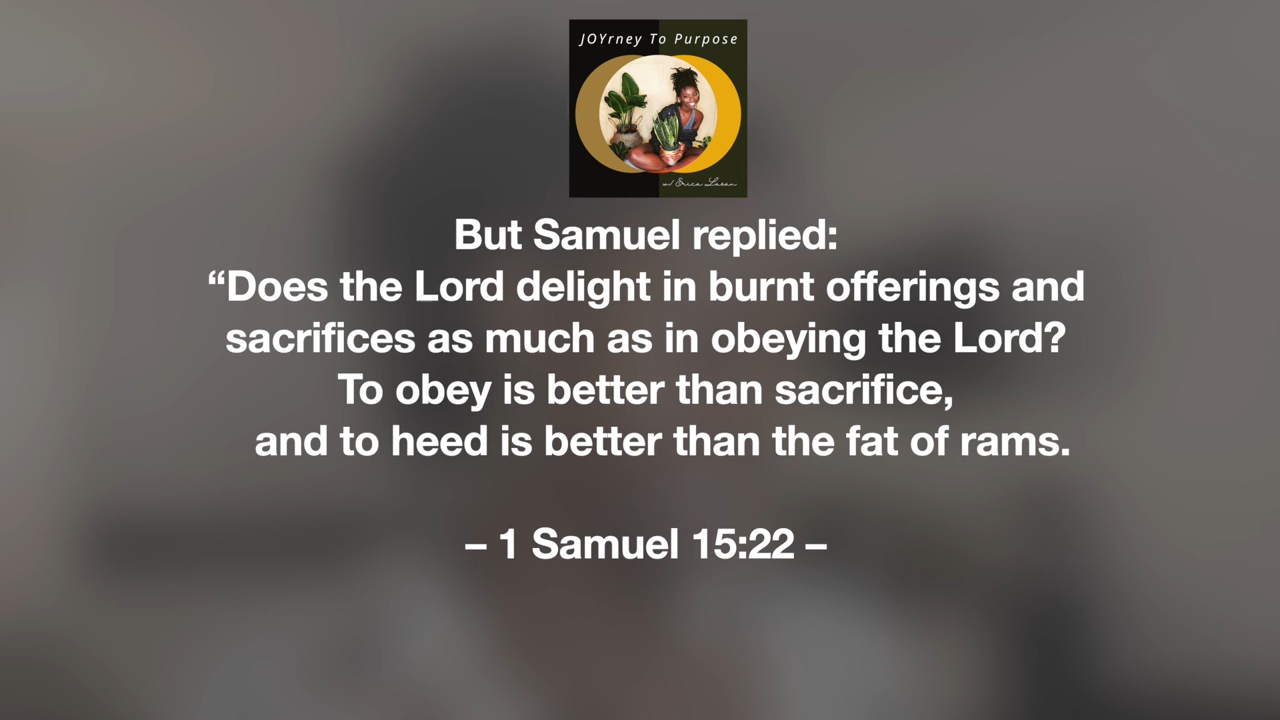 JOYrney To Purpose
w/ Erica Laren
But Samuel replied:
“Does the Lord delight in burnt offerings and
sacrifices as much as in obeying the Lord?
To obey is better than sacrifice,
and to heed is better than the fat of rams.
– 1 Samuel 15:22 –